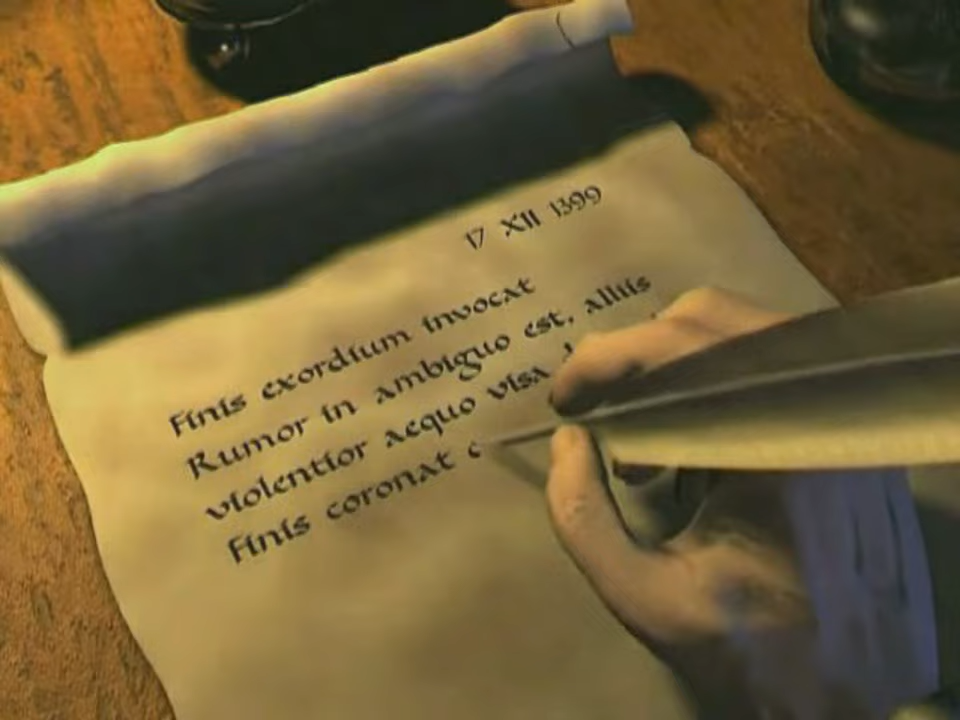 17 XII 1399
Finis exordium invocat
Rumor in ambiguo est, aliis
violentior aequo visa
Finis coronat c